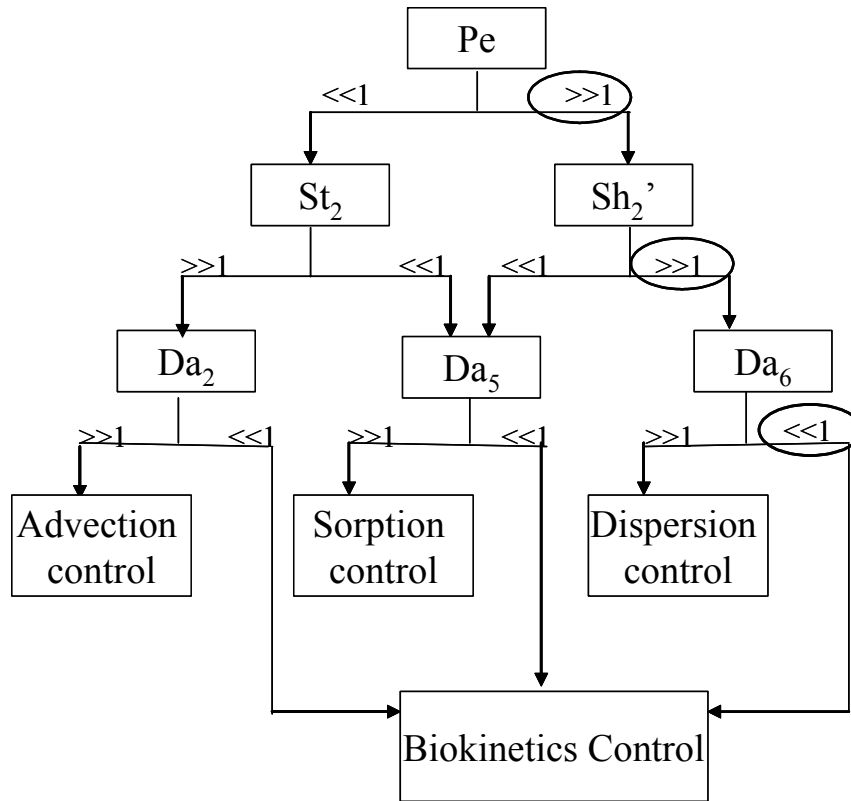 Pe
<<1
>>1
St₂
Sh₂’
>>1
<<1
<<1
>>1
Da₂
Da₅
Da₆
>>1
<<1
>>1
<<1
>>1
<<1
Advection
control
Sorption
control
Dispersion
control
Biokinetics Control